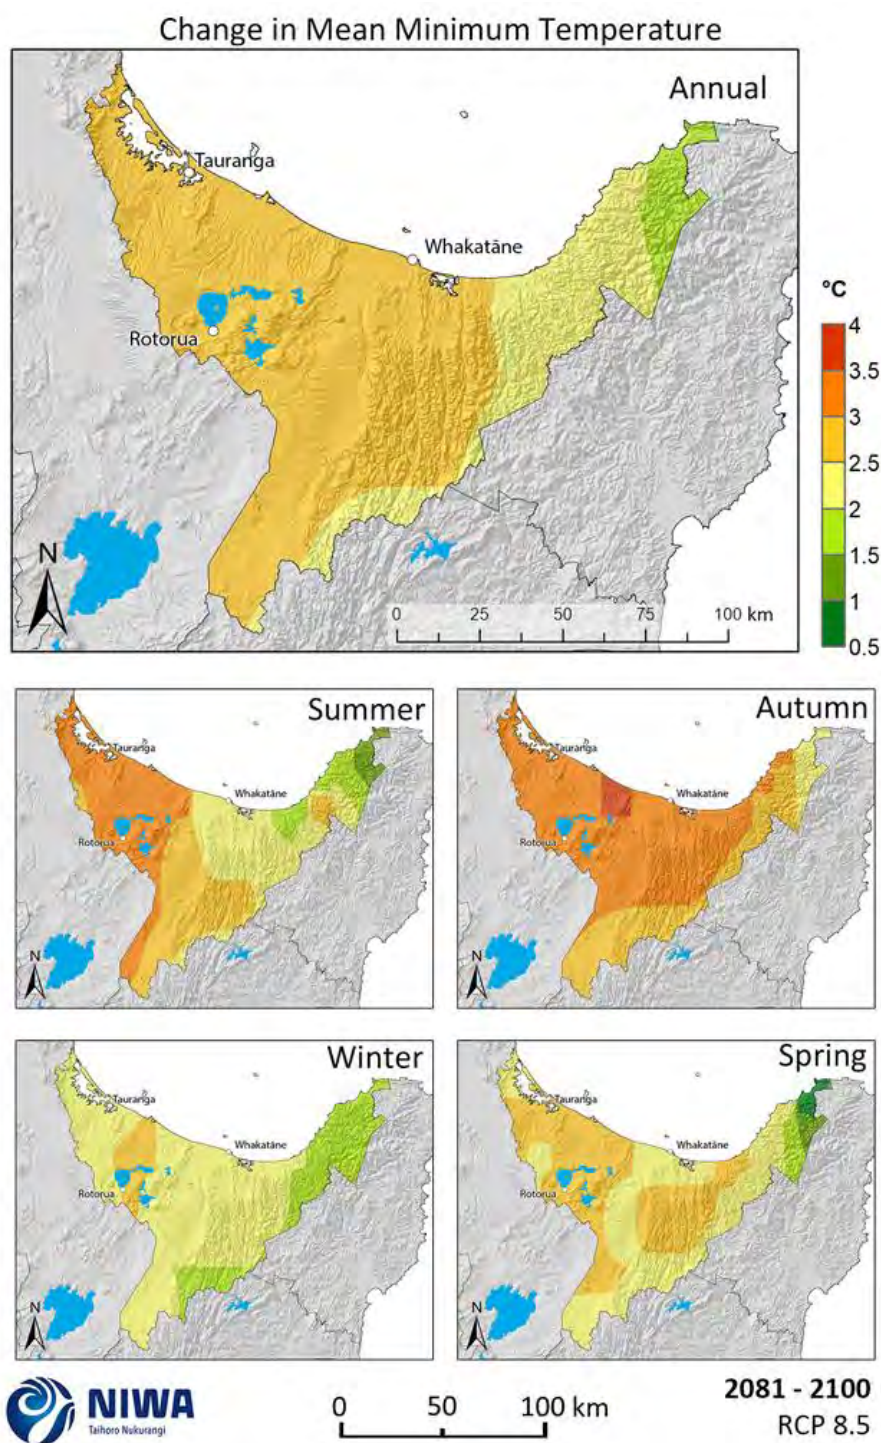 Change in Mean Minimum Temperature
Annual
Tauranga
Whakatāne
Rotorua
°C
4
3.5
3
2.5
2
1.5
1
0.5
N
0 25 50 75 100 km
Summer
Tauranga
Whakatāne
Rotorua
N
Autumn
Tauranga
Whakatāne
Rotorua
N
Winter
Tauranga
Whakatāne
Rotorua
N
Spring
Tauranga
Whakatāne
Rotorua
N
NIWA
Taihoro Nukurangi
0 50 100 km
2081 - 2100
RCP 8.5